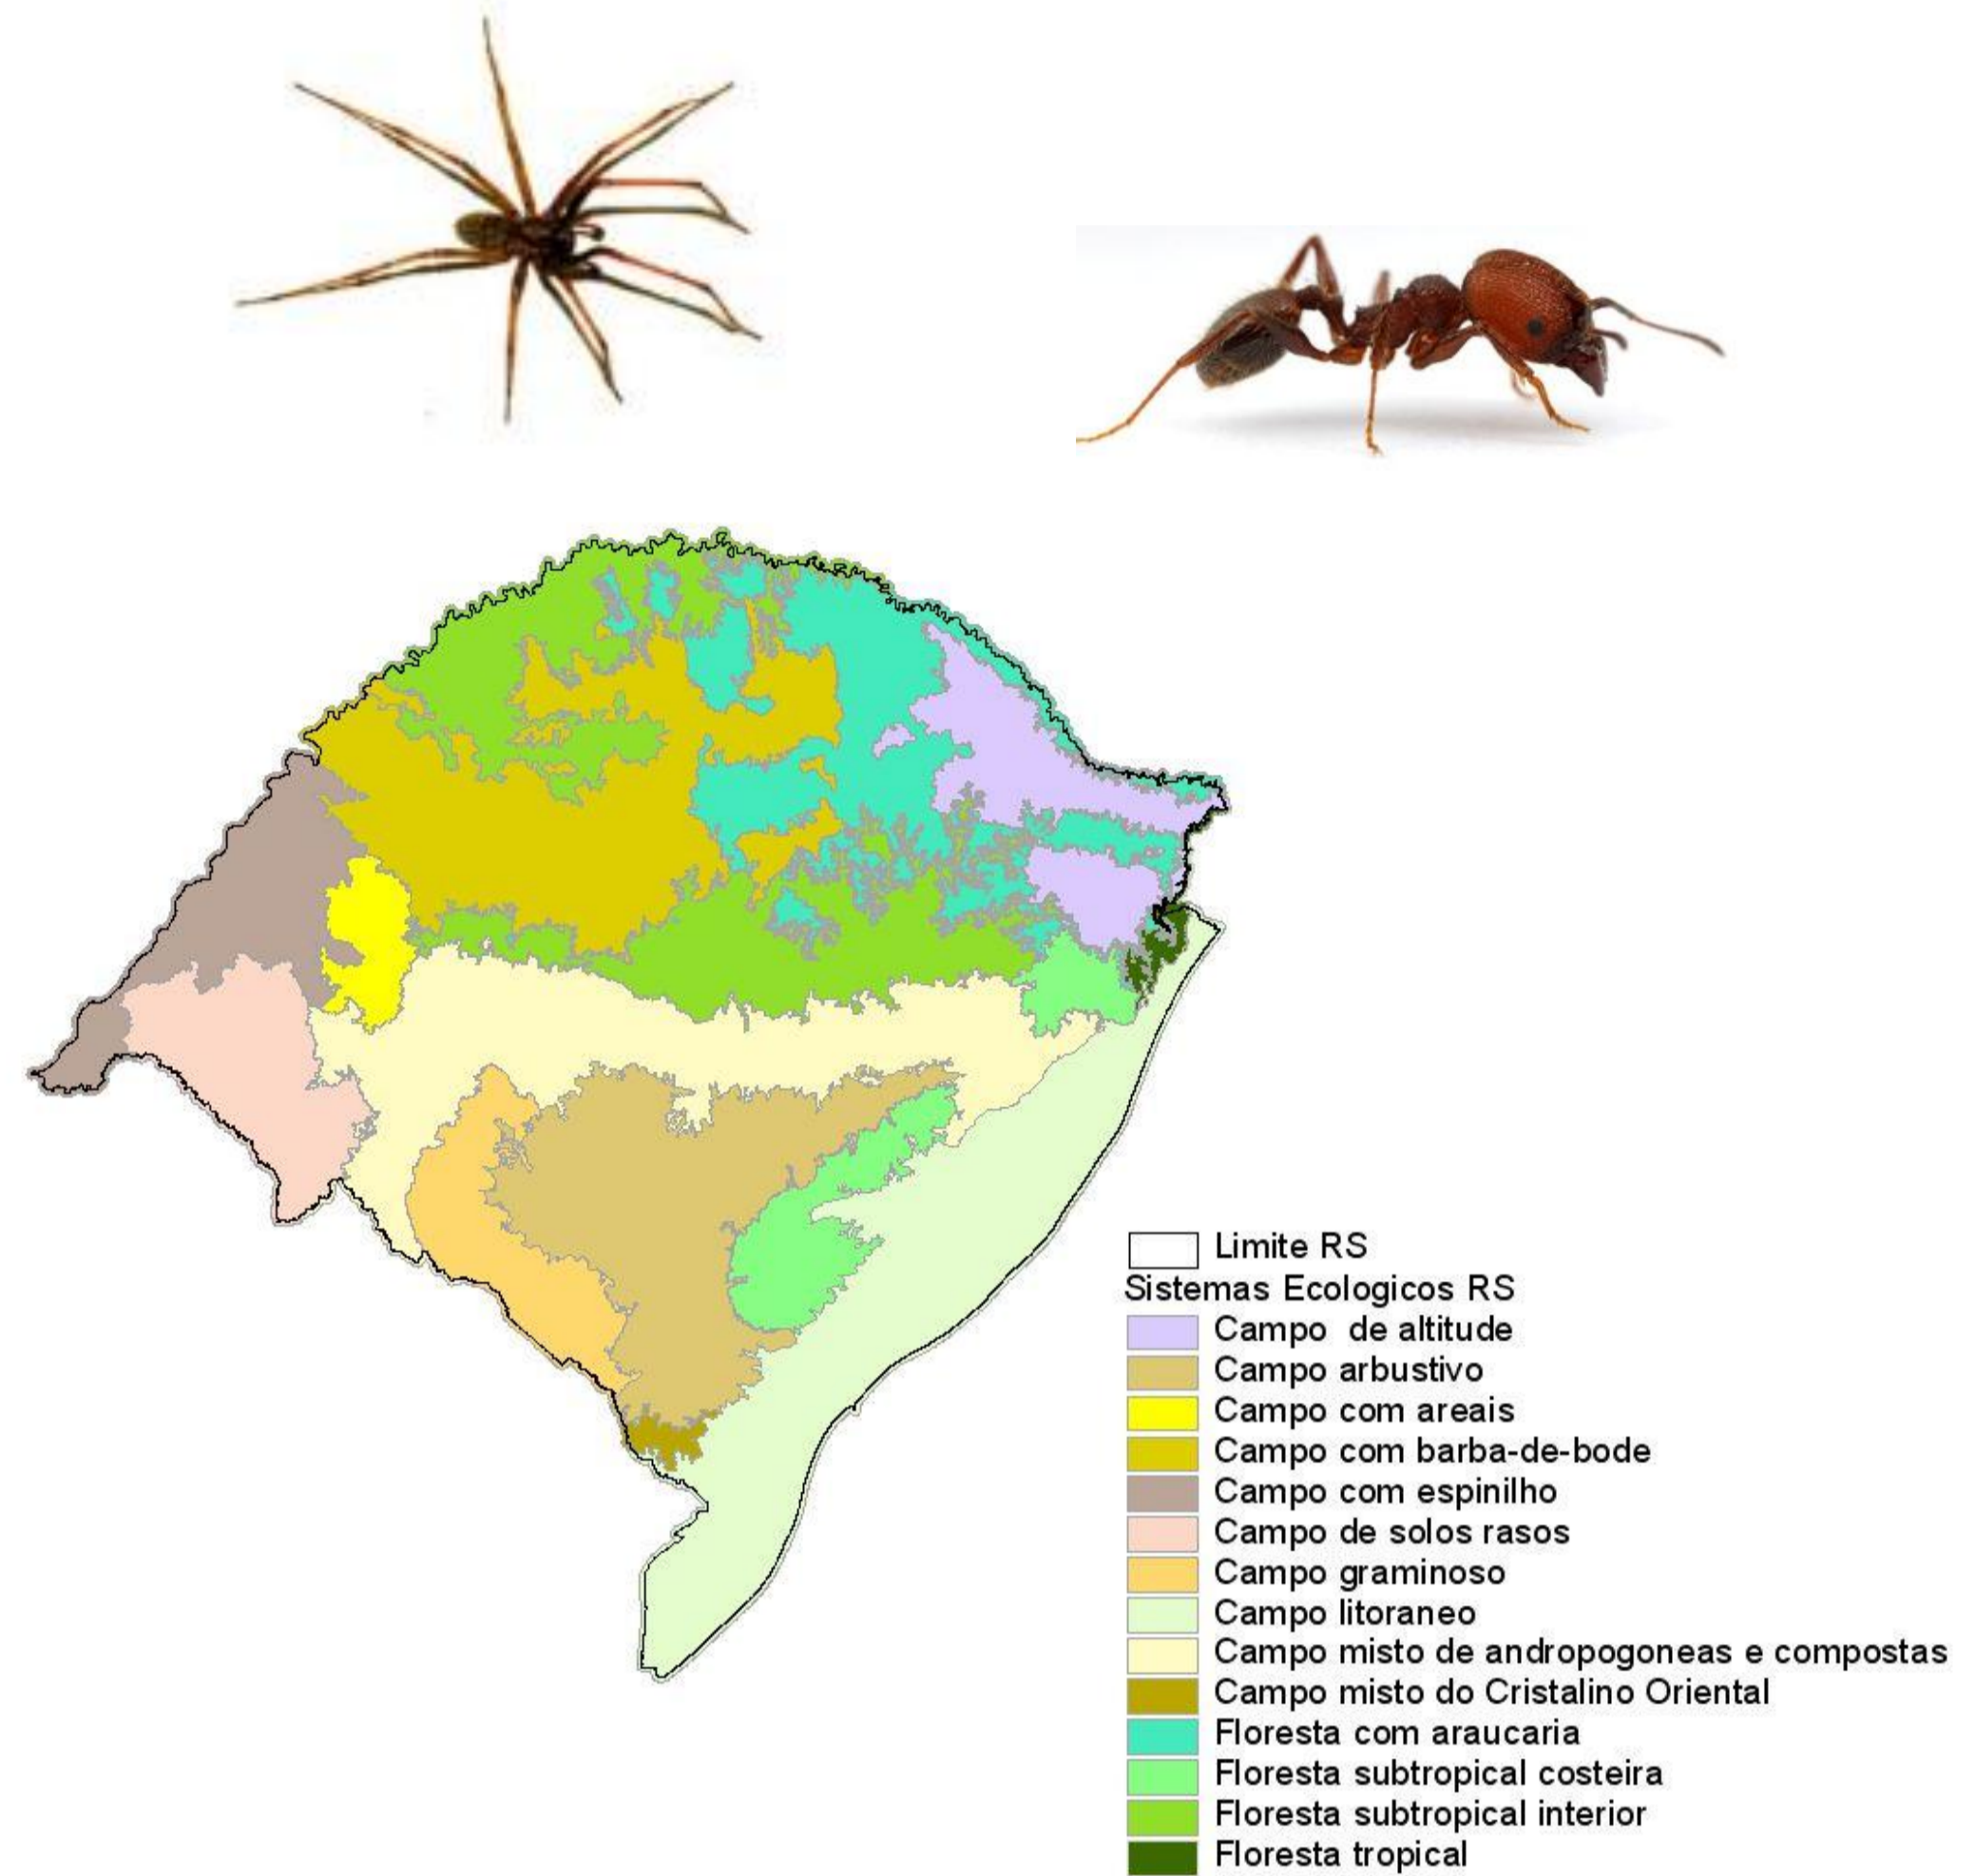 Limite RS
Sistemas Ecologicos RS
Campo de altitude
Campo arbustivo
Campo com areais
Campo com barba-de-bode
Campo com espinilho
Campo de solos rasos
Campo graminoso
Campo litoraneo
Campo misto de andropogoneas e compostas
Campo misto do Cristalino Oriental
Floresta com araucaria
Floresta subtropical costeira
Floresta subtropical interior
Floresta tropical